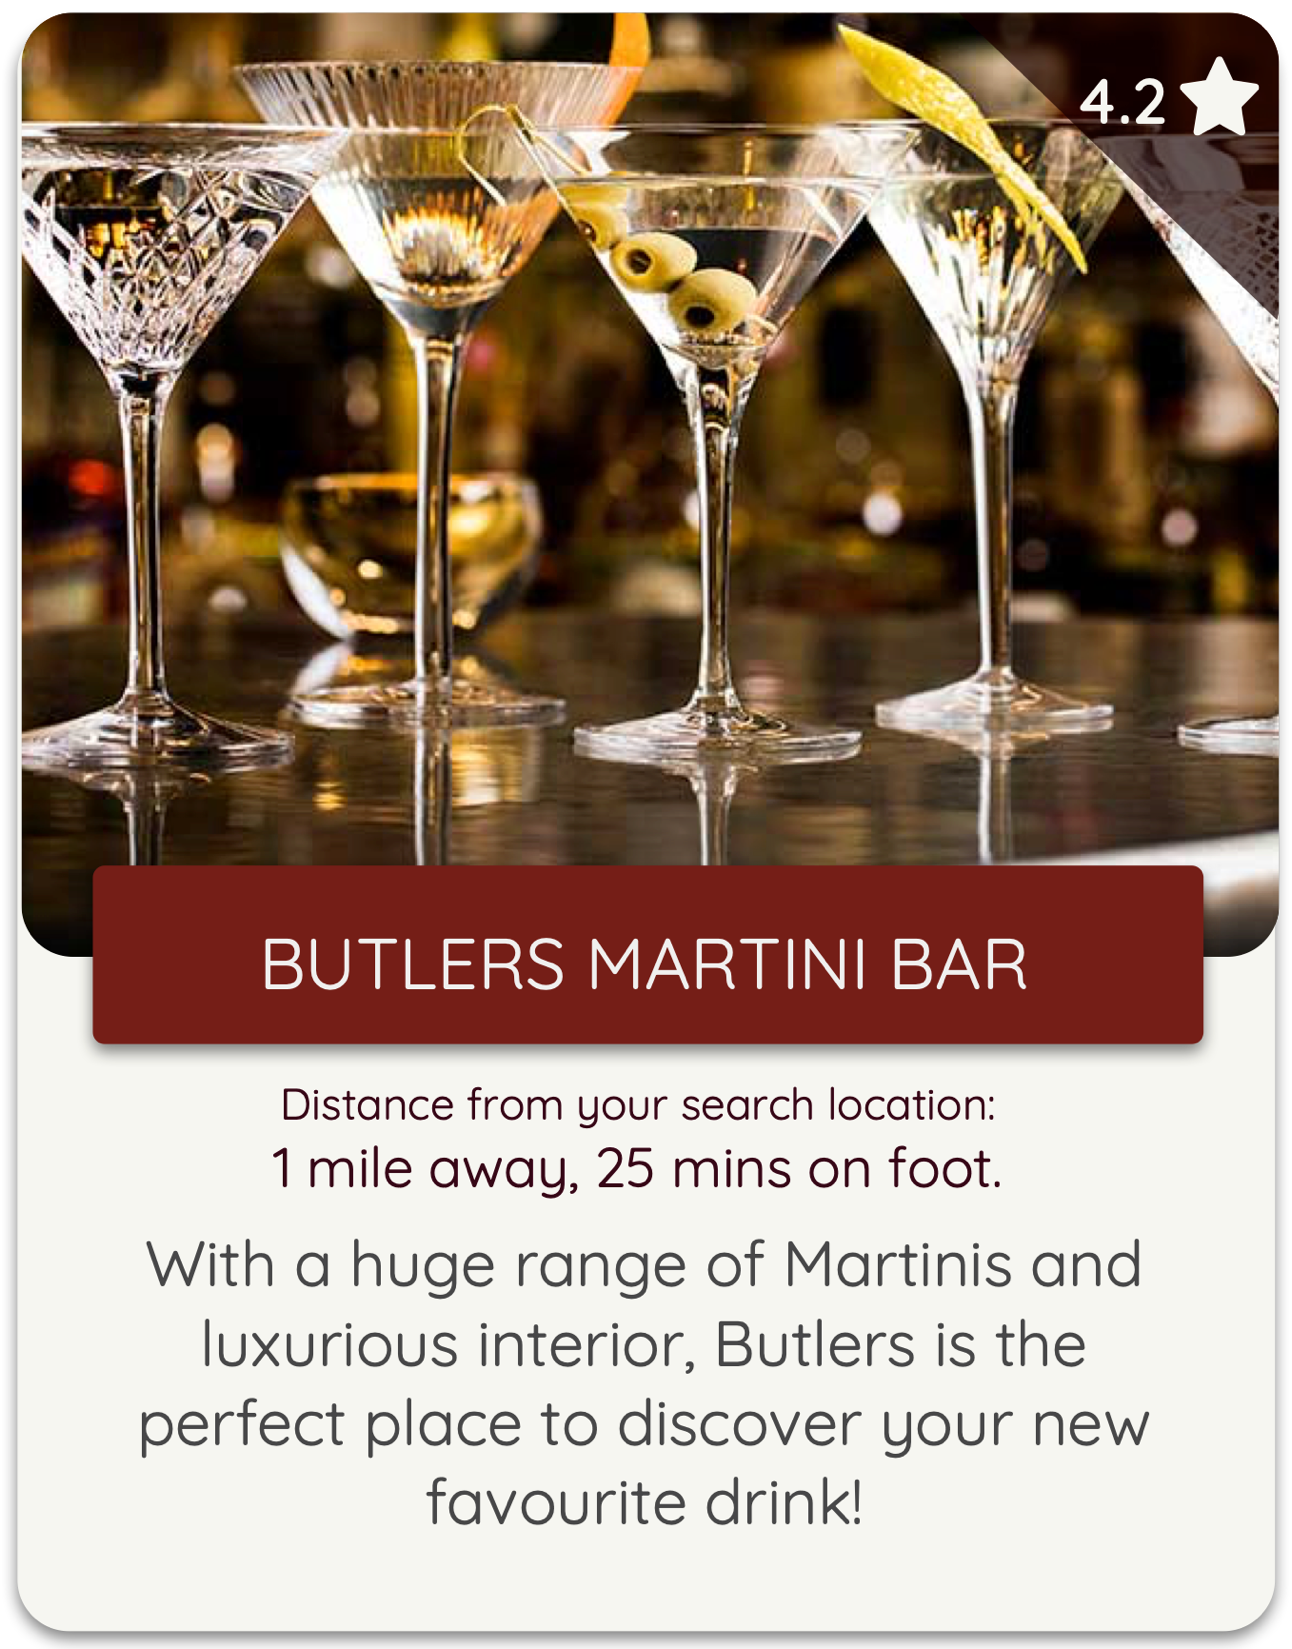 4.2
BUTLERS MARTINI BAR
Distance from your search location:
1 mile away, 25 mins on foot.
With a huge range of Martinis and
luxurious interior, Butlers is the
perfect place to discover your new
favourite drink!